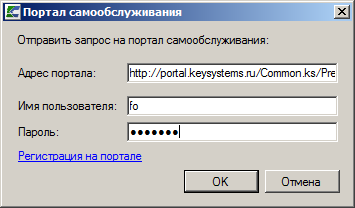 Портал самообслуживания
Отправить запрос на портал самообслуживания:
Адрес портала: http://portal.keysystems.ru/Common.ks/Pre
Имя пользователя: fo
Пароль: ●●●●●●●
Регистрация на портале
OK Отмена